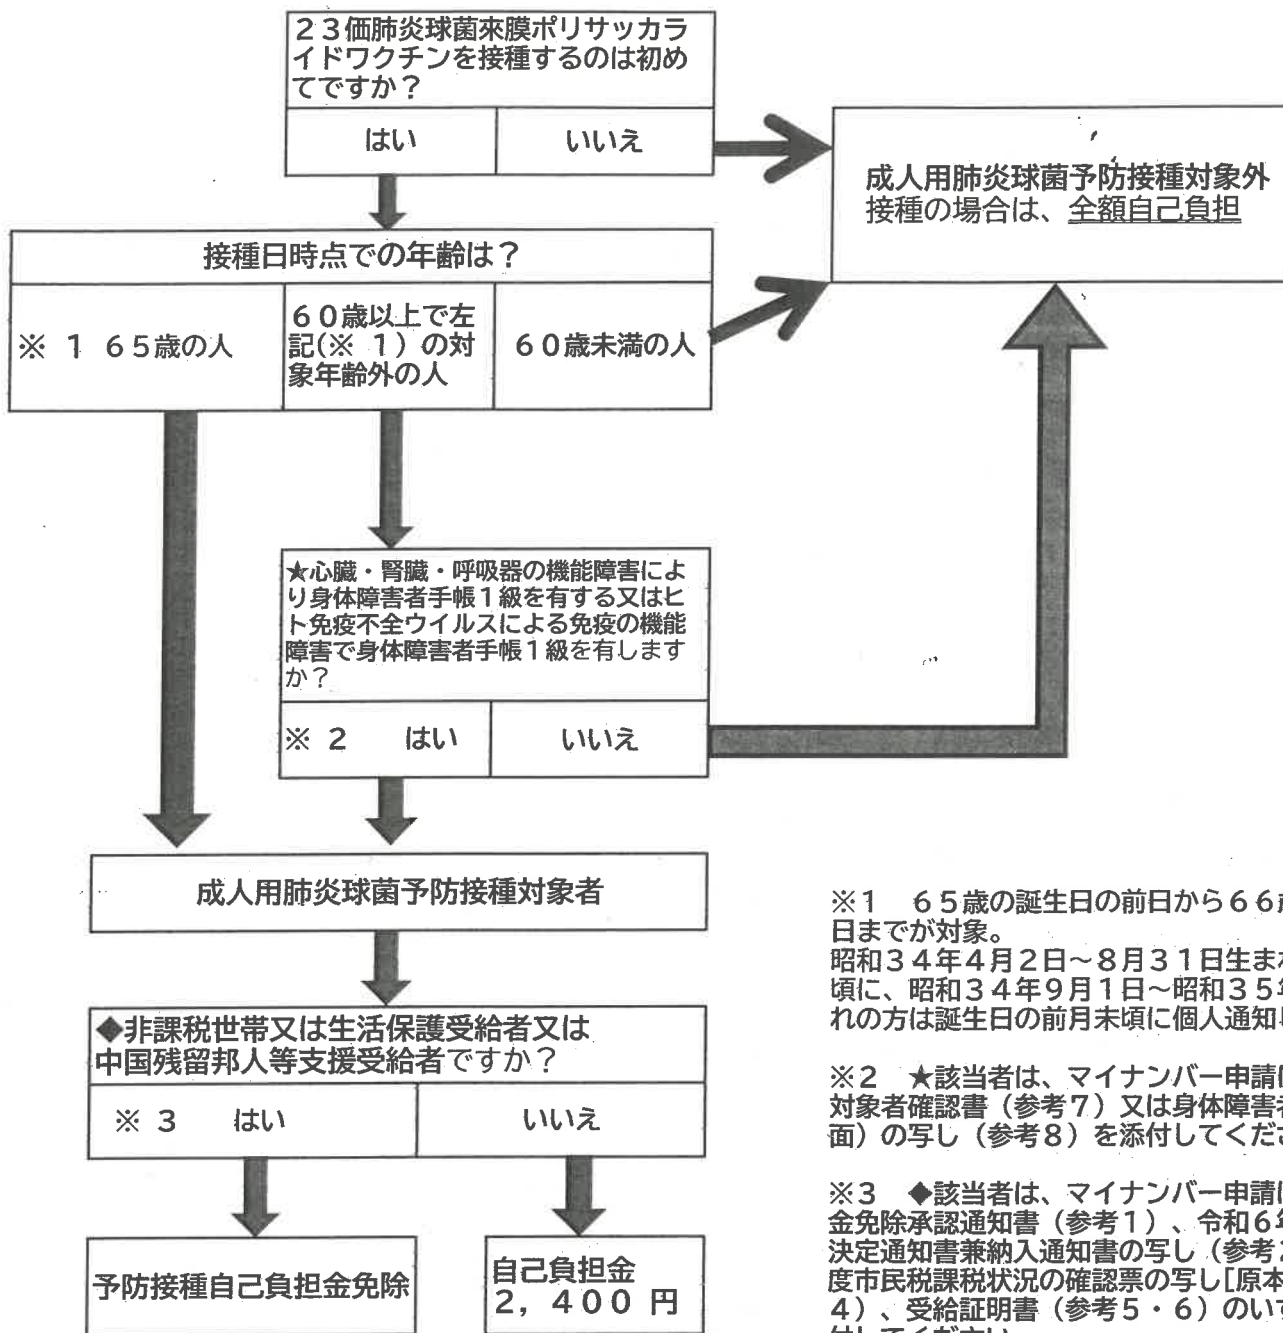 23価肺炎球菌來膜ポリサッカラ
イドワクチンを接種するのは初め
てですか？
はい
いいえ
成人用肺炎球菌予防接種対象外
接種の場合は、全額自己負担
接種日時点での年齢は？
※ 1 65歳の人
60歳以上で左
記(※ 1) の対
象年齢外の人
60歳未満の人
★心臓・腎臓・呼吸器の機能障害によ
り身体障害者手帳１級を有する又はヒ
ト免疫不全ウイルスによる免疫の機能
障害で身体障害者手帳１級を有します
か？
※ 2 はい
いいえ
成人用肺炎球菌予防接種対象者
◆非課税世帯又は生活保護受給者又は
中国残留邦人等支援受給者ですか？
※ 3 はい
いいえ
予防接種自己負担金免除
自己負担金
2，400 円
※1 65歳の誕生日の前日から66
日までが対象。
昭和34年4月2日～8月31日生ま
頃に、昭和34年9月1日～昭和35年
れの方は誕生日の前月末頃に個人通知
※2 ★該当者は、マイナンバー申請
対象者確認書（参考7）又は身体障害者
面）の写し（参考8）を添付してくだ
※3 ◆該当者は、マイナンバー申請
金免除承認通知書（参考1）、令和6年
決定通知書兼納入通知書の写し（参考
度市民税課税状況の確認票の写し[原本
4）、受給証明書（参考5・6）のいず
付してください